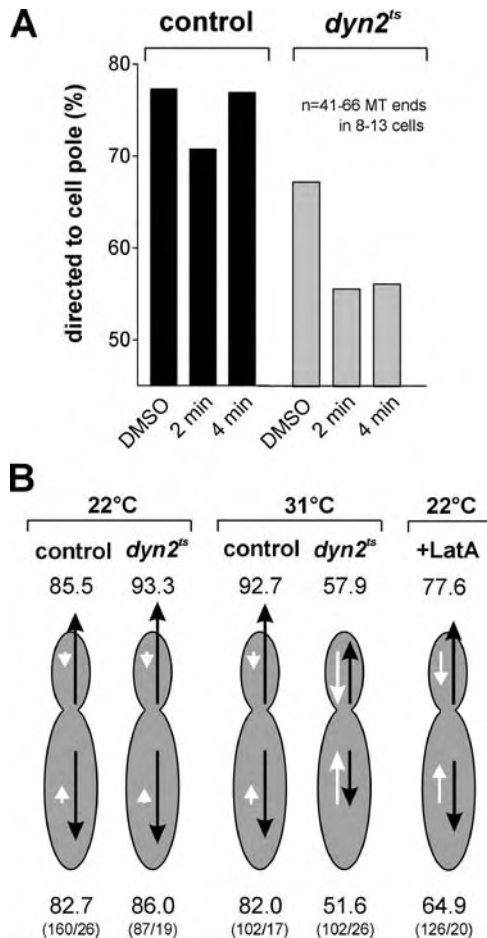 A
control dyn2ts
n=41-66 MT ends
in 8-13 cells
directed to cell pole (%)
80
70
60
50
DMSO 2 min 4 min DMSO 2 min 4 min
B
22°C 31°C 22°C
control dyn2ts control dyn2ts +LatA
85.5 93.3 92.7 57.9 77.6
82.7 86.0 82.0 51.6 64.9
(160/26) (87/19) (102/17) (102/26) (126/20)